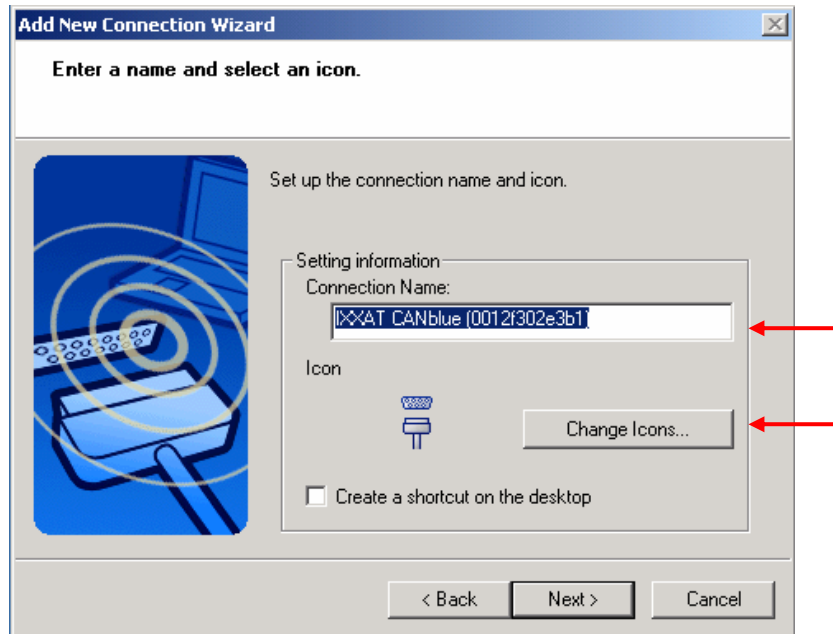 Add New Connection Wizard
Enter a name and select an icon.
Set up the connection name and icon.
Setting information
Connection Name:
IXXAT CANblue (0012f302e3b1)
Icon
Change Icons...
Create a shortcut on the desktop
< Back Next > Cancel